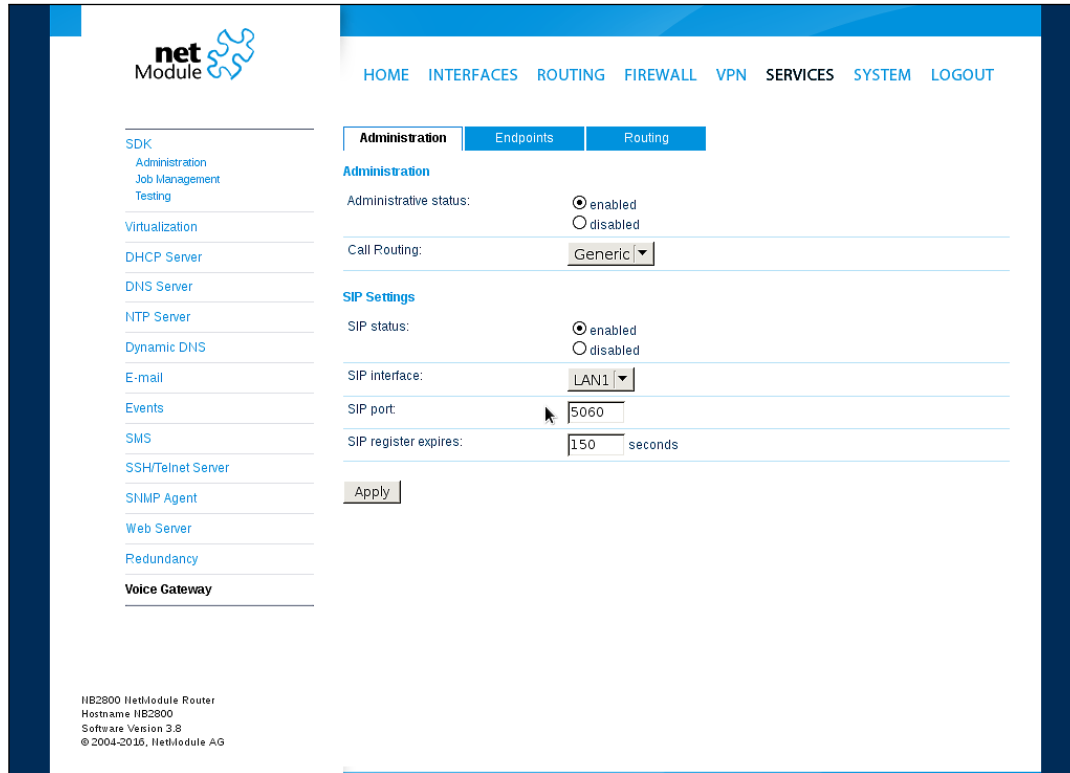 net
Module
HOME INTERFACES ROUTING FIREWALL VPN SERVICES SYSTEM LOGOUT
SDK
Administration
Job Management
Testing
Virtualization
DHCP Server
DNS Server
NTP Server
Dynamic DNS
E-mail
Events
SMS
SSH/Telnet Server
SNMP Agent
Web Server
Redundancy
Voice Gateway
Administration Endpoints Routing
Administration
Administrative status: enabled
disabled
Call Routing: Generic
SIP Settings
SIP status: enabled
disabled
SIP interface: LAN1
SIP port: 5060
SIP register expires: 150 seconds
Apply
NB2800 NetModule Router
Hostname NB2800
Software Version 3.8
© 2004-2016, NetModule AG